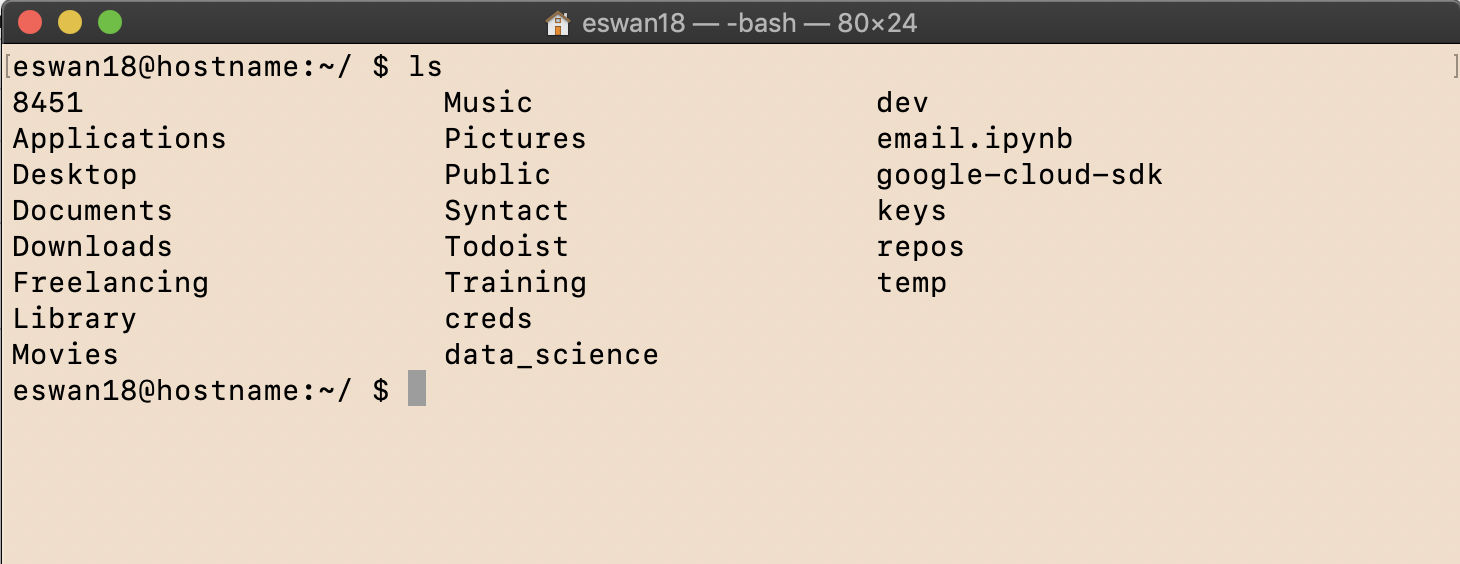 eswan18 — -bash — 80×24
[eswan18@hostname:~/ $ ls ]
8451 Music dev
Applications Pictures email.ipynb
Desktop Public google-cloud-sdk
Documents Syntact keys
Downloads Todoist repos
Freelancing Training temp
Library creds
Movies data_science
eswan18@hostname:~/ $